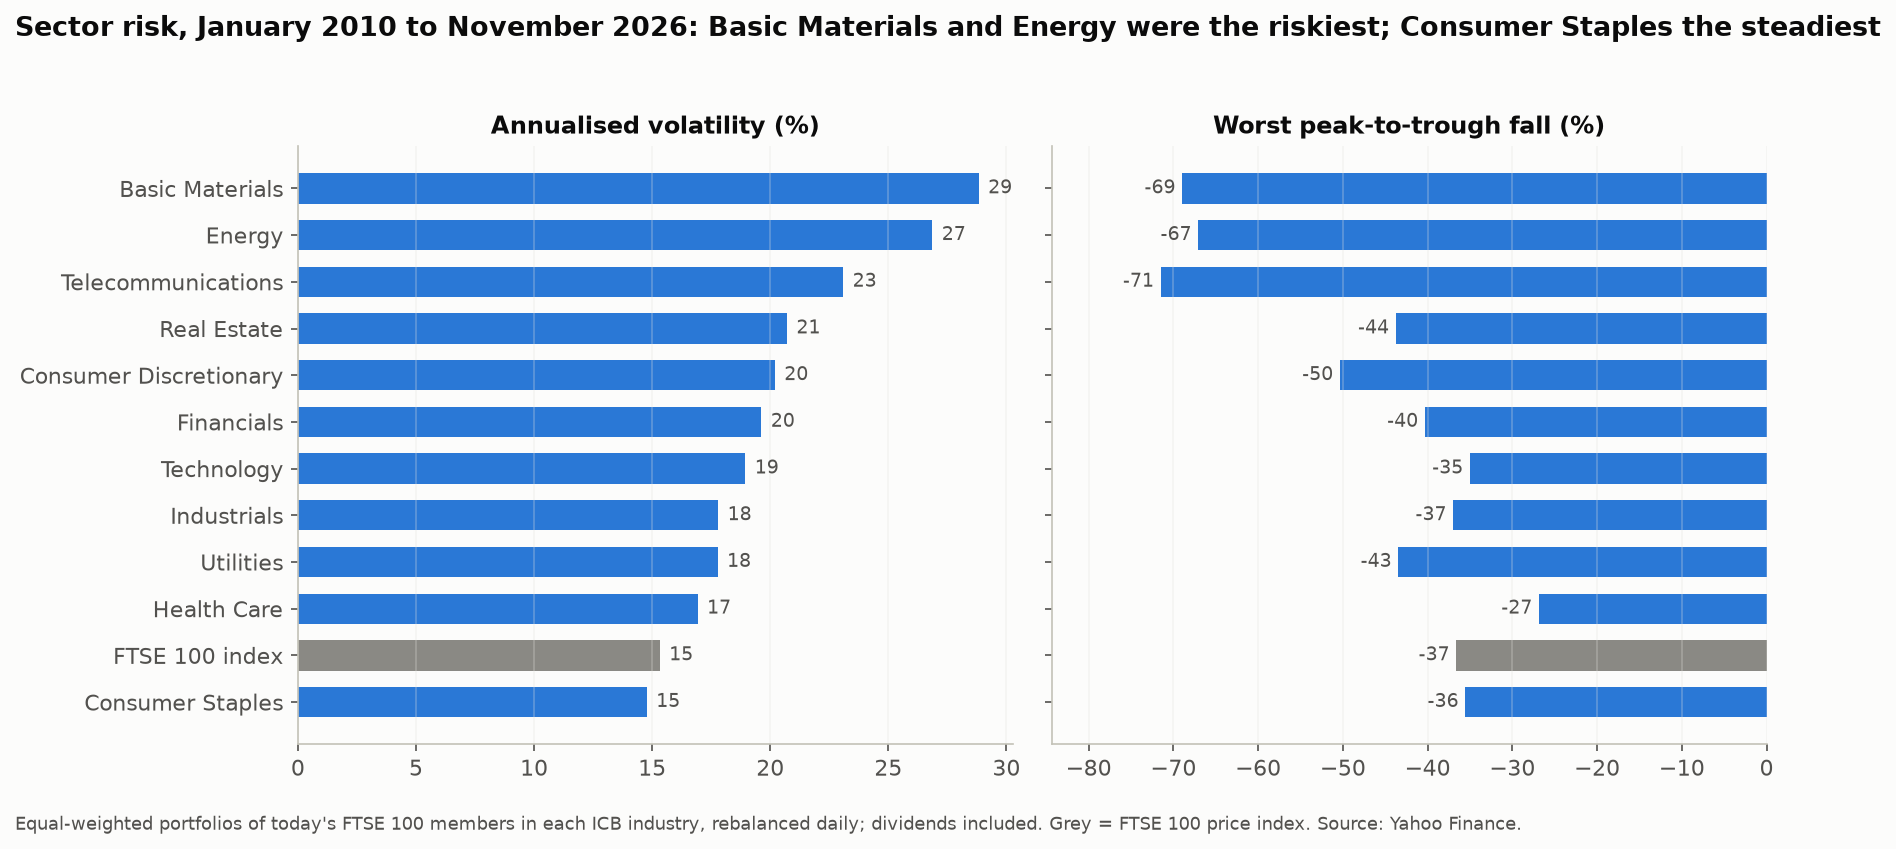 Sector risk, January 2010 to November 2026: Basic Materials and Energy were the riskiest; Consumer Staples the steadiest
Annualised volatility (%)
Basic Materials 29
Energy 27
Telecommunications 23
Real Estate 21
Consumer Discretionary 20
Financials 20
Technology 19
Industrials 18
Utilities 18
Health Care 17
FTSE 100 index 15
Consumer Staples 15
0 5 10 15 20 25 30
Worst peak-to-trough fall (%)
-69
-67
-71
-44
-50
-40
-35
-37
-43
-27
-37
-36
−80 −70 −60 −50 −40 −30 −20 −10 0
Equal-weighted portfolios of today's FTSE 100 members in each ICB industry, rebalanced daily; dividends included. Grey = FTSE 100 price index. Source: Yahoo Finance.